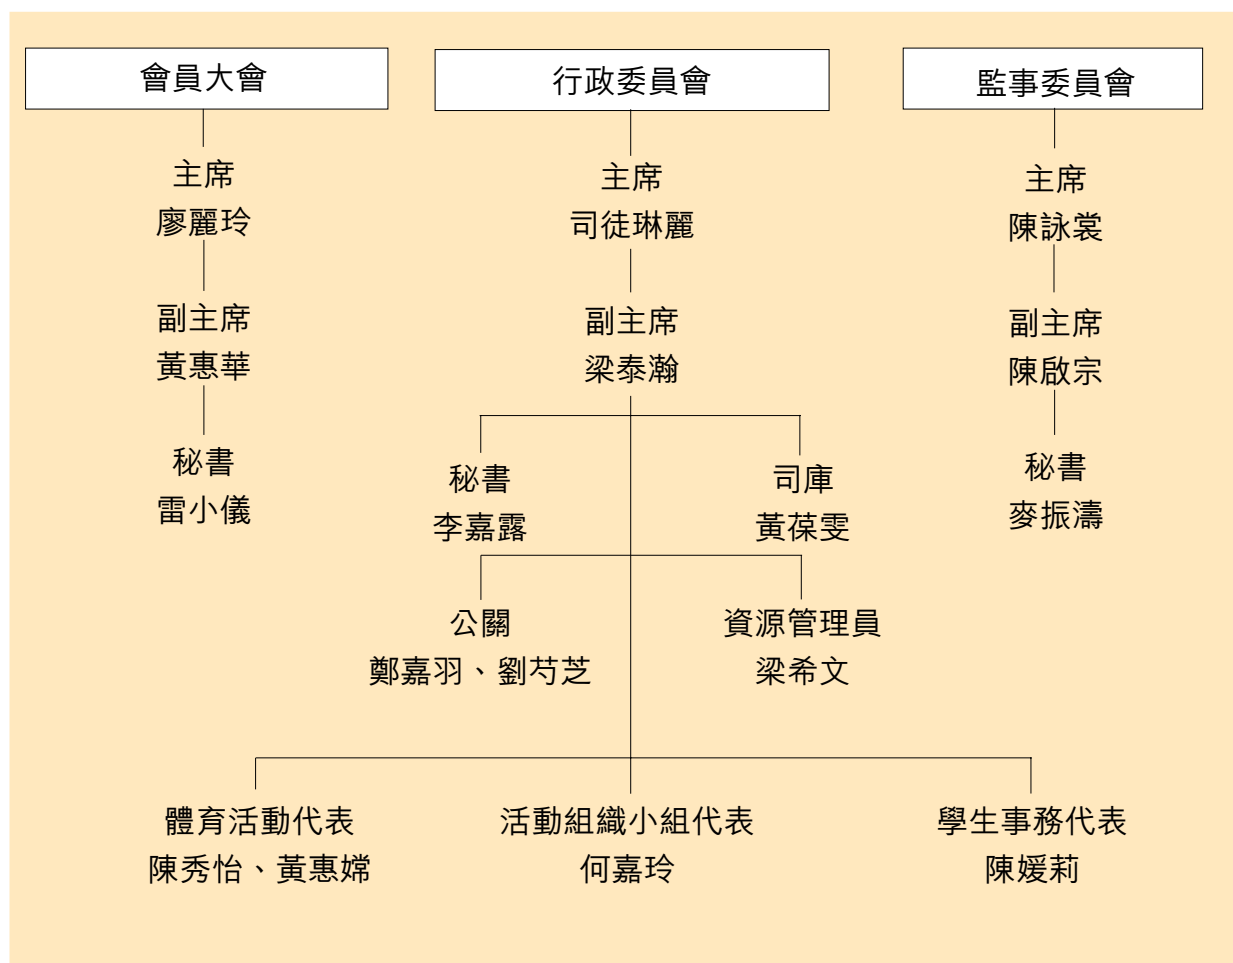 會員大會
主席
廖麗玲
副主席
黃惠華
秘書
雷小儀
行政委員會
主席
司徒琳麗
副主席
梁泰瀚
秘書
李嘉露
司庫
黃葆雯
公關
鄭嘉羽、劉芍芝
資源管理員
梁希文
體育活動代表
陳秀怡、黃惠嫦
活動組織小組代表
何嘉玲
學生事務代表
陳媛莉
監事委員會
主席
陳詠裳
副主席
陳啟宗
秘書
麥振濤